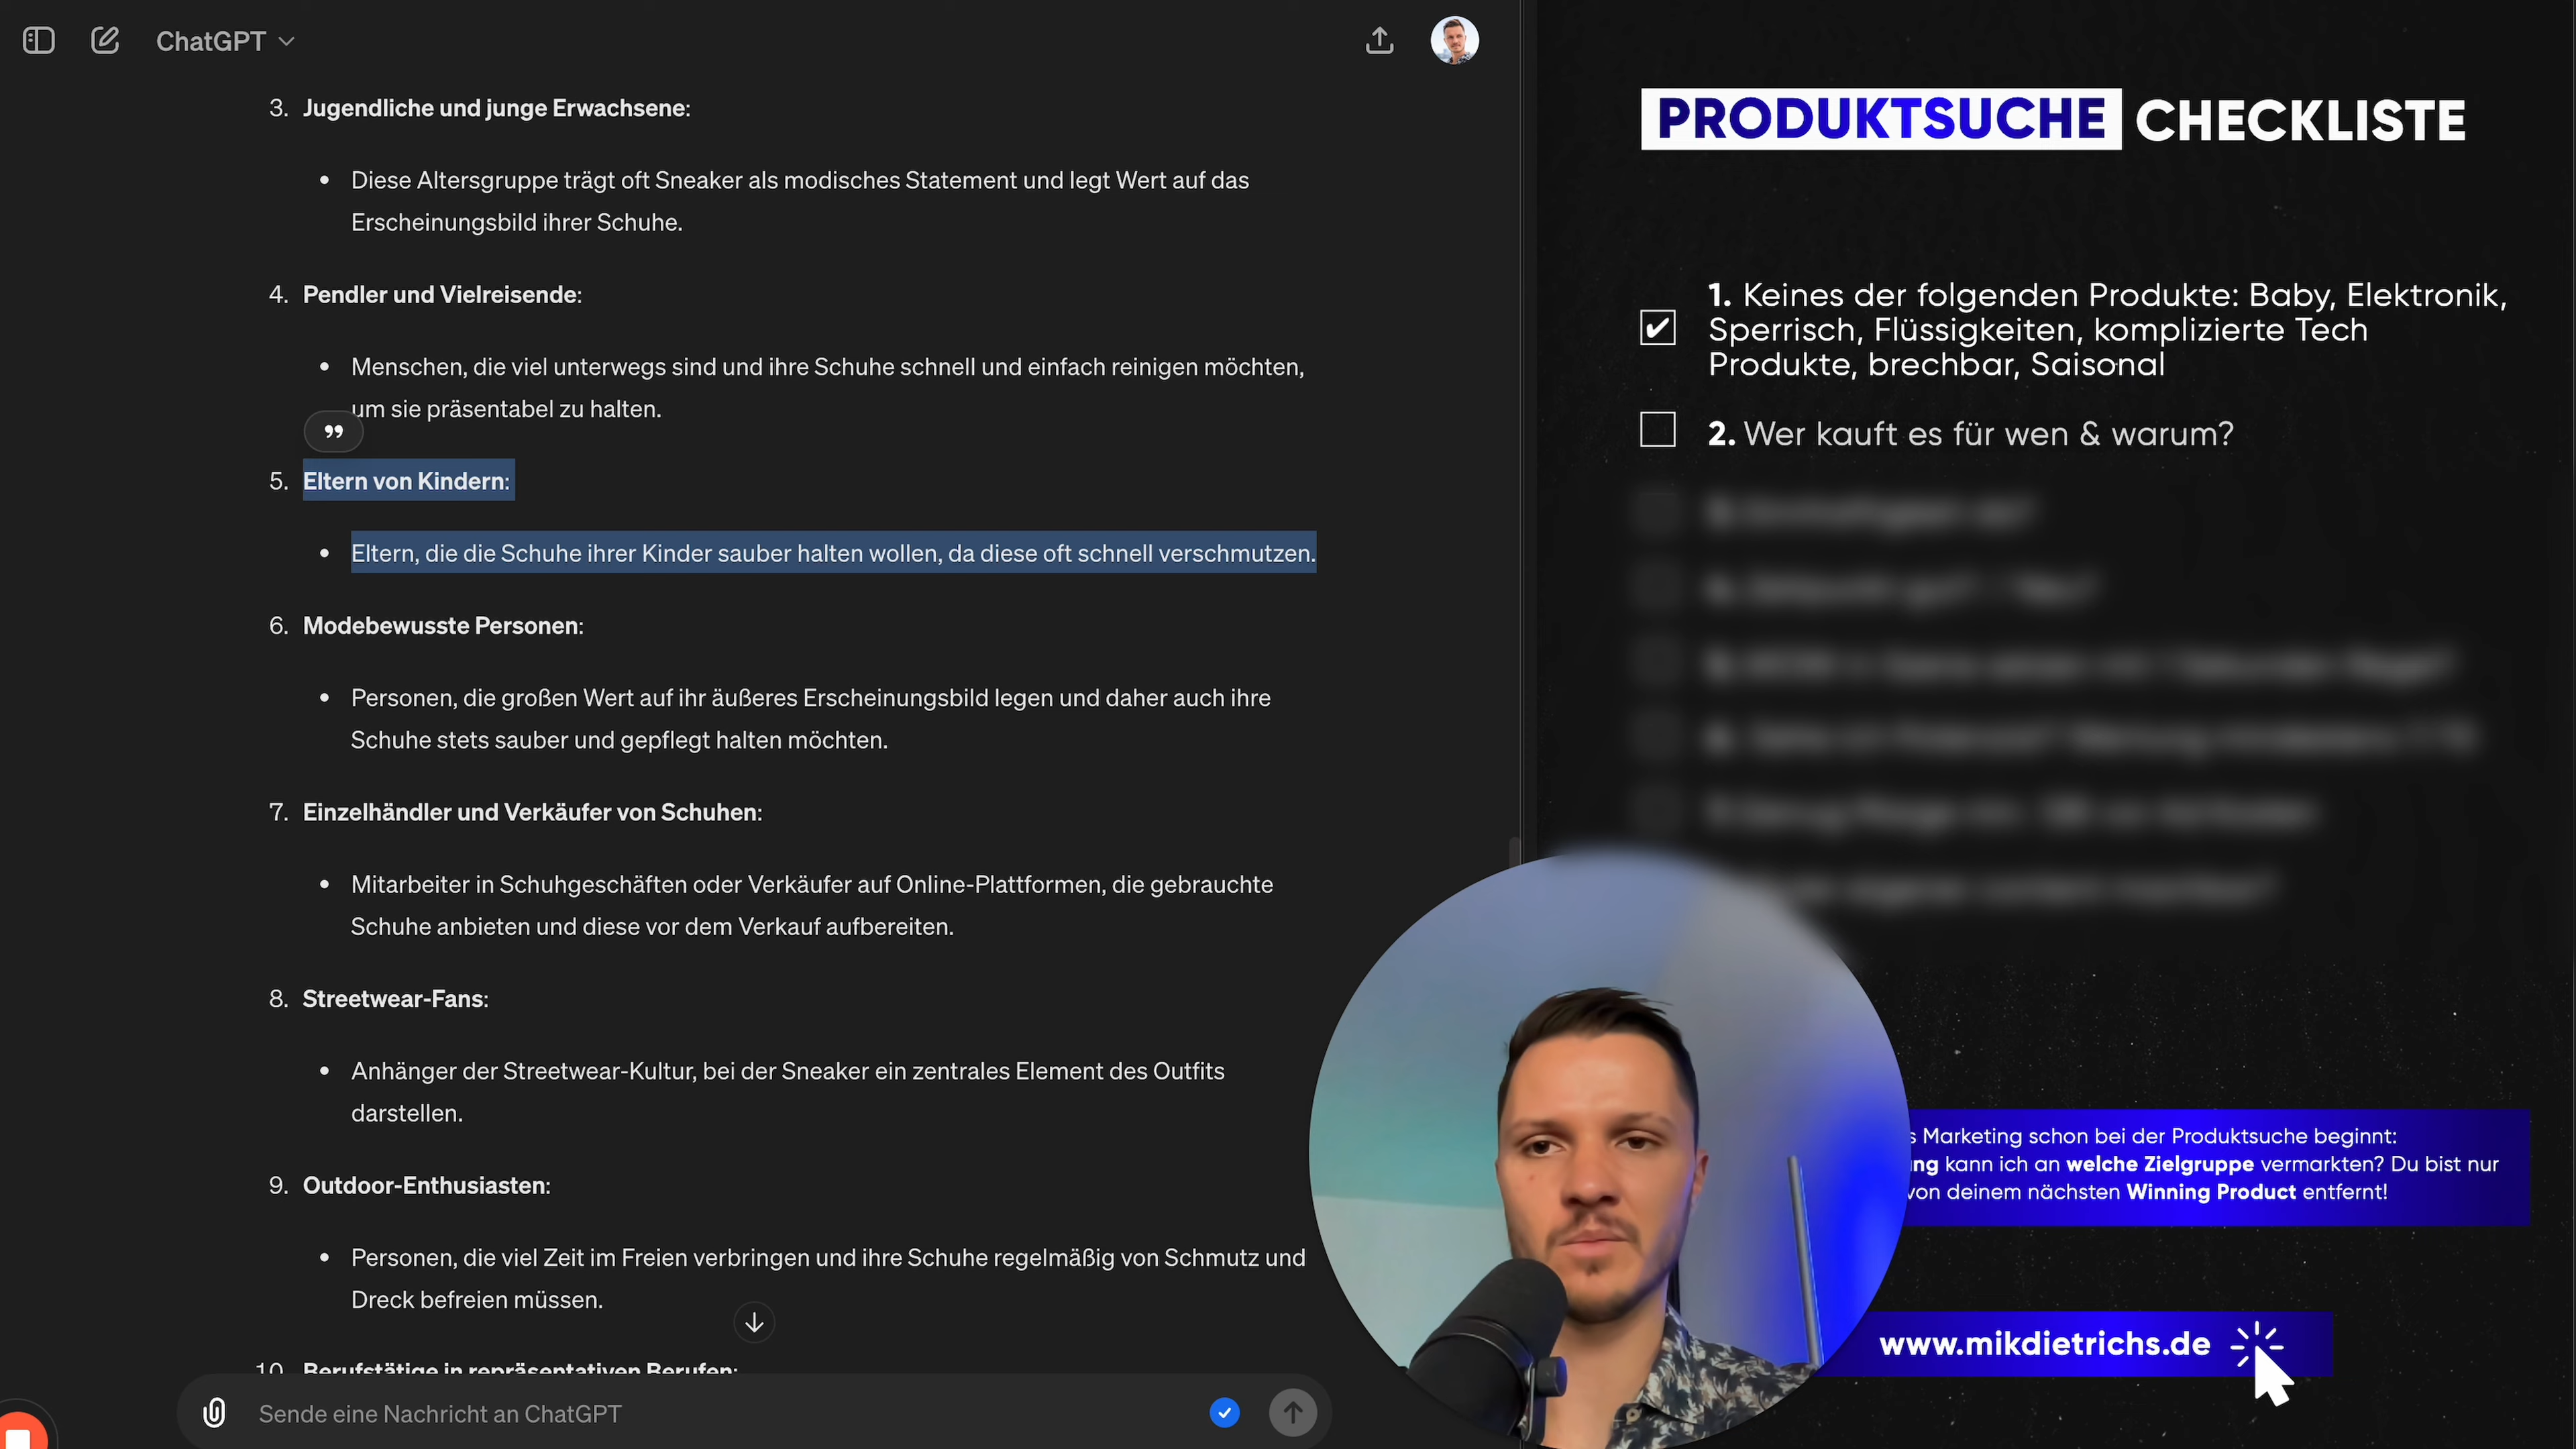 ChatGPT
3. Jugendliche und junge Erwachsene:
• Diese Altersgruppe trägt oft Sneaker als modisches Statement und legt Wert auf das
Erscheinungsbild ihrer Schuhe.
4. Pendler und Vielreisende:
• Menschen, die viel unterwegs sind und ihre Schuhe schnell und einfach reinigen möchten,
um sie präsentabel zu halten.
5. Eltern von Kindern:
• Eltern, die die Schuhe ihrer Kinder sauber halten wollen, da diese oft schnell verschmutzen.
6. Modebewusste Personen:
• Personen, die großen Wert auf ihr äußeres Erscheinungsbild legen und daher auch ihre
Schuhe stets sauber und gepflegt halten möchten.
7. Einzelhändler und Verkäufer von Schuhen:
• Mitarbeiter in Schuhgeschäften oder Verkäufer auf Online-Plattformen, die gebrauchte
Schuhe anbieten und diese vor dem Verkauf aufbereiten.
8. Streetwear-Fans:
• Anhänger der Streetwear-Kultur, bei der Sneaker ein zentrales Element des Outfits
darstellen.
9. Outdoor-Enthusiasten:
• Personen, die viel Zeit im Freien verbringen und ihre Schuhe regelmäßig von Schmutz und
Dreck befreien müssen.
10. Berufstätige in repräsentativen Berufen:
Sende eine Nachricht an ChatGPT
PRODUKTSUCHE CHECKLISTE
1. Keines der folgenden Produkte: Baby, Elektronik,
Sperrisch, Flüssigkeiten, komplizierte Tech
Produkte, brechbar, Saisonal
2. Wer kauft es für wen & warum?
s Marketing schon bei der Produktsuche beginnt:
ng kann ich an welche Zielgruppe vermarkten? Du bist nur
von deinem nächsten Winning Product entfernt!
www.mikdietrichs.de